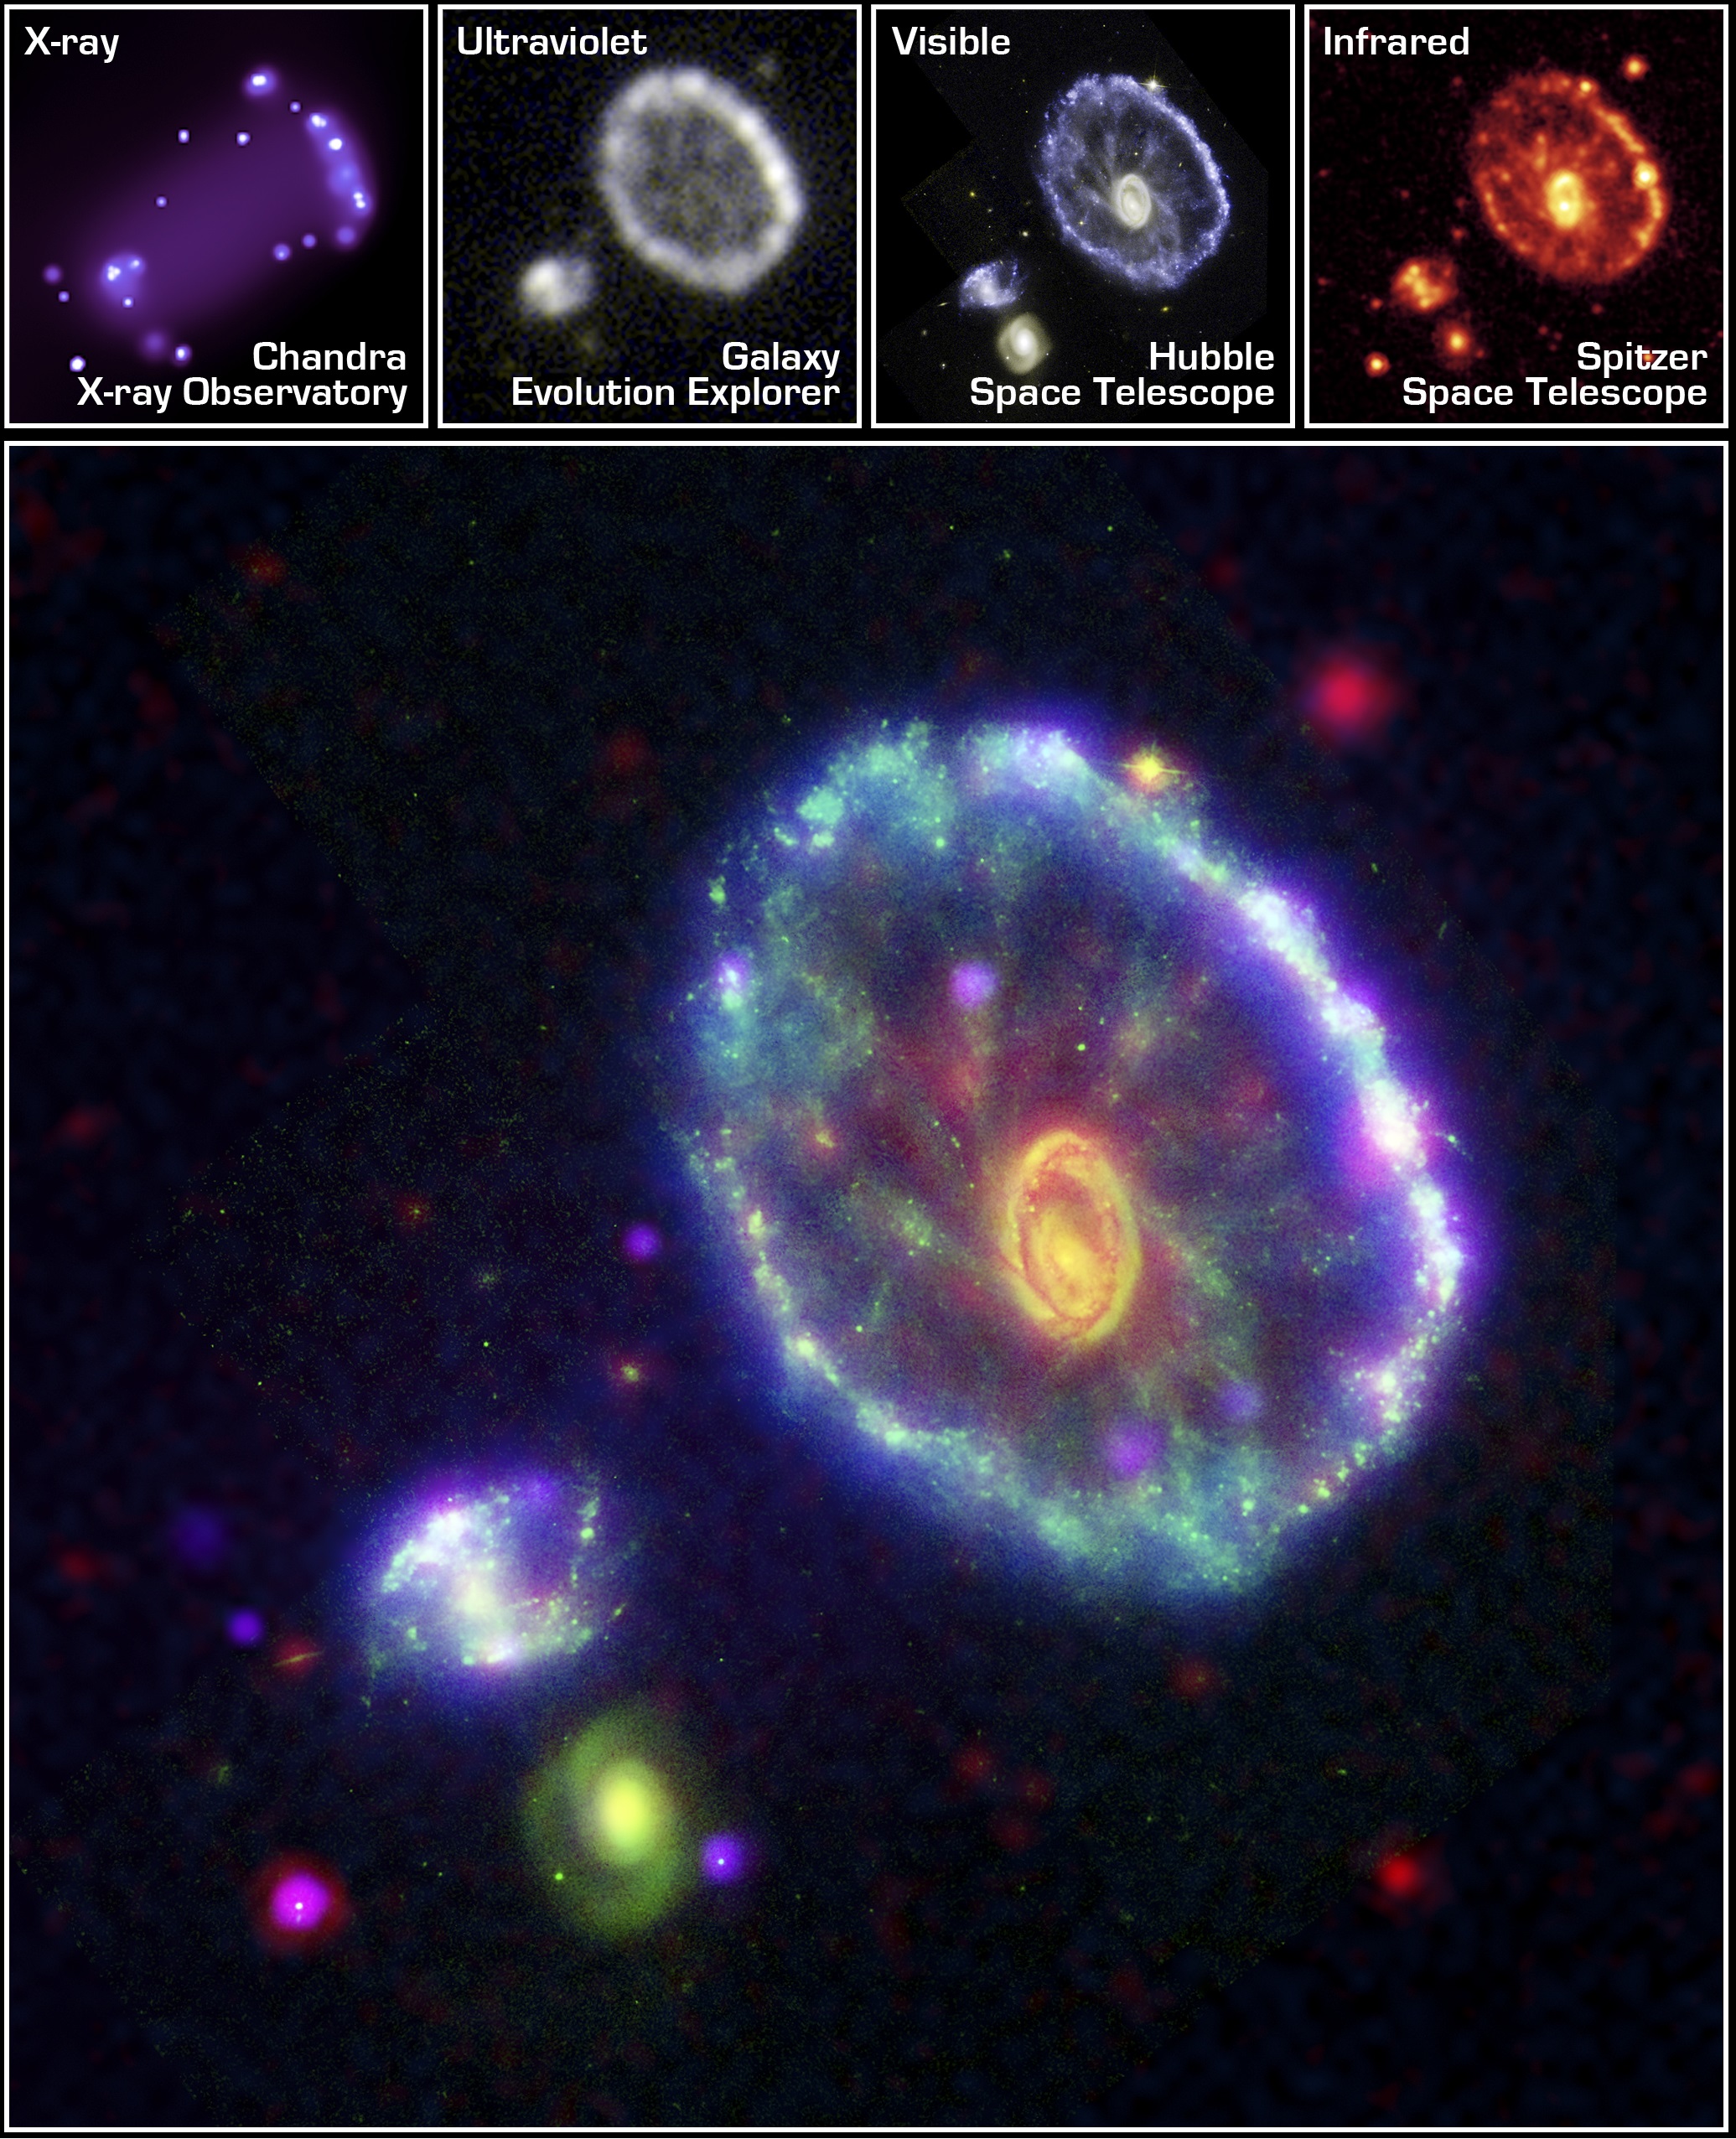 X-ray
Chandra
X-ray Observatory
Ultraviolet
Galaxy
Evolution Explorer
Visible
Hubble
Space Telescope
Infrared
Spitzer
Space Telescope